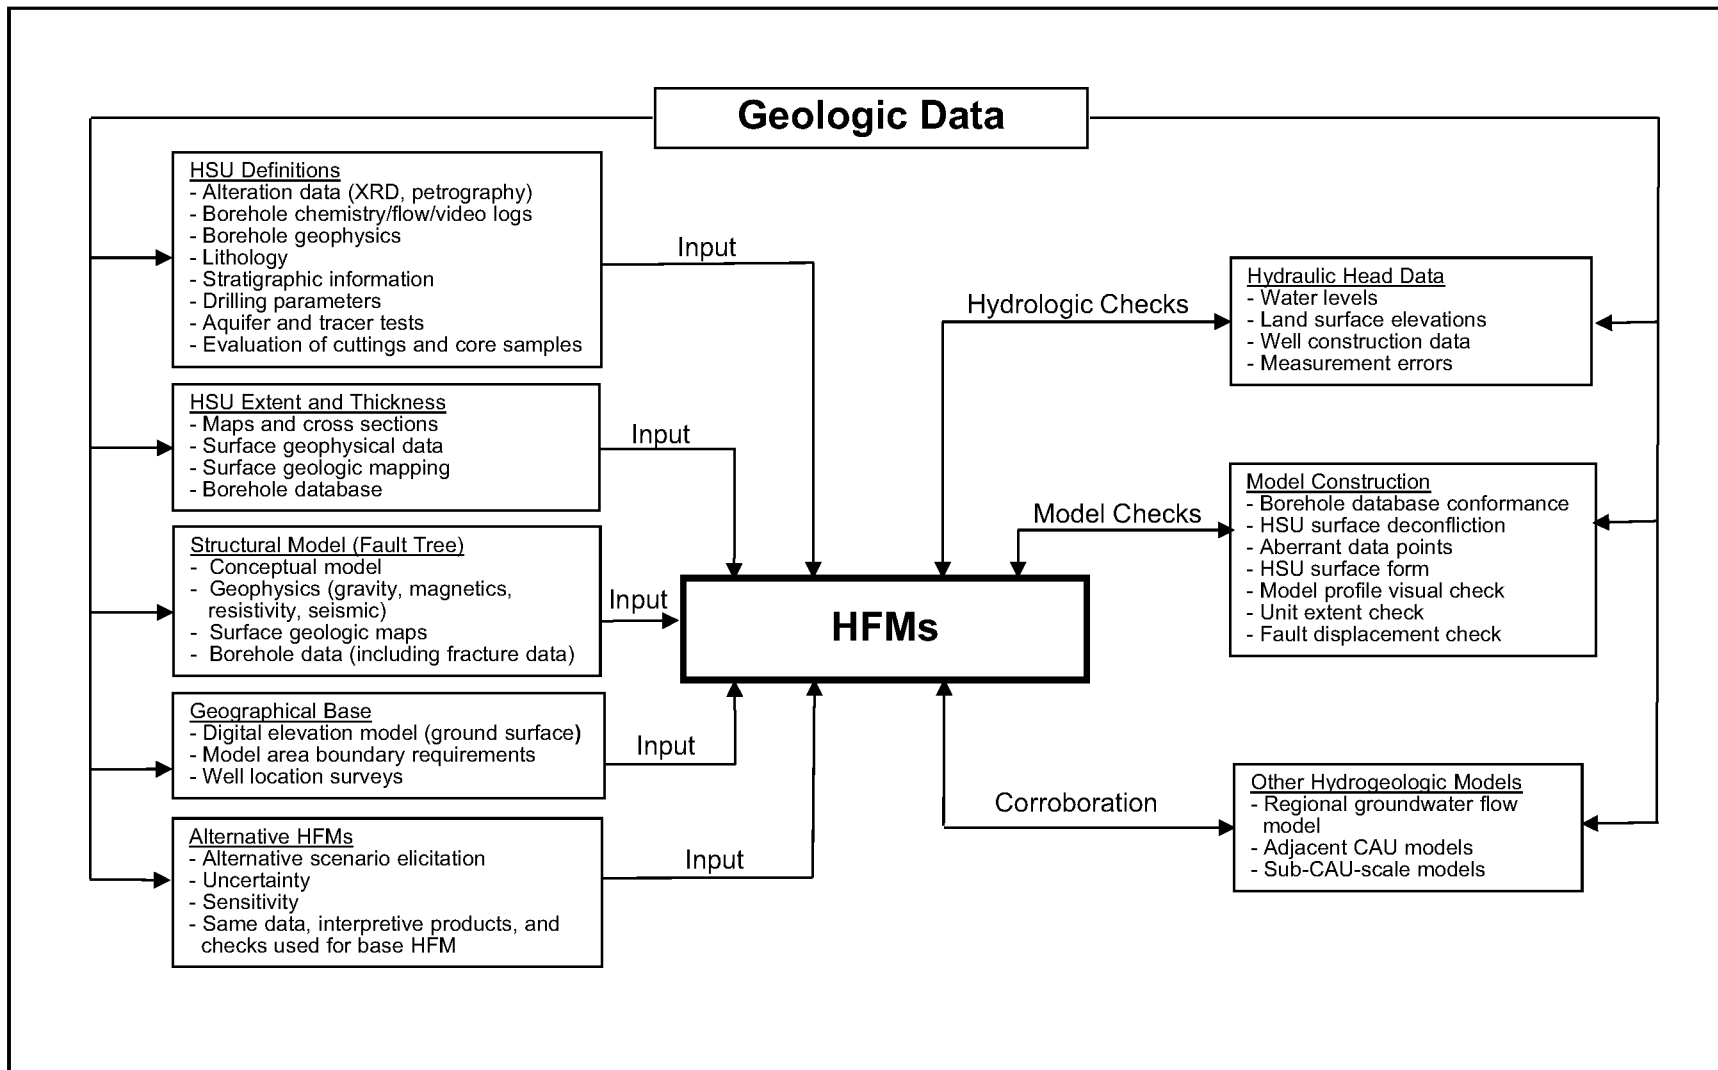 Geologic Data
HSU Definitions
- Alteration data (XRD, petrography)
- Borehole chemistry/flow/video logs
- Borehole geophysics
- Lithology
- Stratigraphic information
- Drilling parameters
- Aquifer and tracer tests
- Evaluation of cuttings and core samples
Input
HSU Extent and Thickness
- Maps and cross sections
- Surface geophysical data
- Surface geologic mapping
- Borehole database
Input
Structural Model (Fault Tree)
- Conceptual model
- Geophysics (gravity, magnetics,
resistivity, seismic)
- Surface geologic maps
- Borehole data (including fracture data)
Input
Geographical Base
- Digital elevation model (ground surface)
- Model area boundary requirements
- Well location surveys
Input
Alternative HFMs
- Alternative scenario elicitation
- Uncertainty
- Sensitivity
- Same data, interpretive products, and
checks used for base HFM
Input
HFMs
Hydrologic Checks
Hydraulic Head Data
- Water levels
- Land surface elevations
- Well construction data
- Measurement errors
Model Checks
Model Construction
- Borehole database conformance
- HSU surface deconfliction
- Aberrant data points
- HSU surface form
- Model profile visual check
- Unit extent check
- Fault displacement check
Corroboration
Other Hydrogeologic Models
- Regional groundwater flow
model
- Adjacent CAU models
- Sub-CAU-scale models